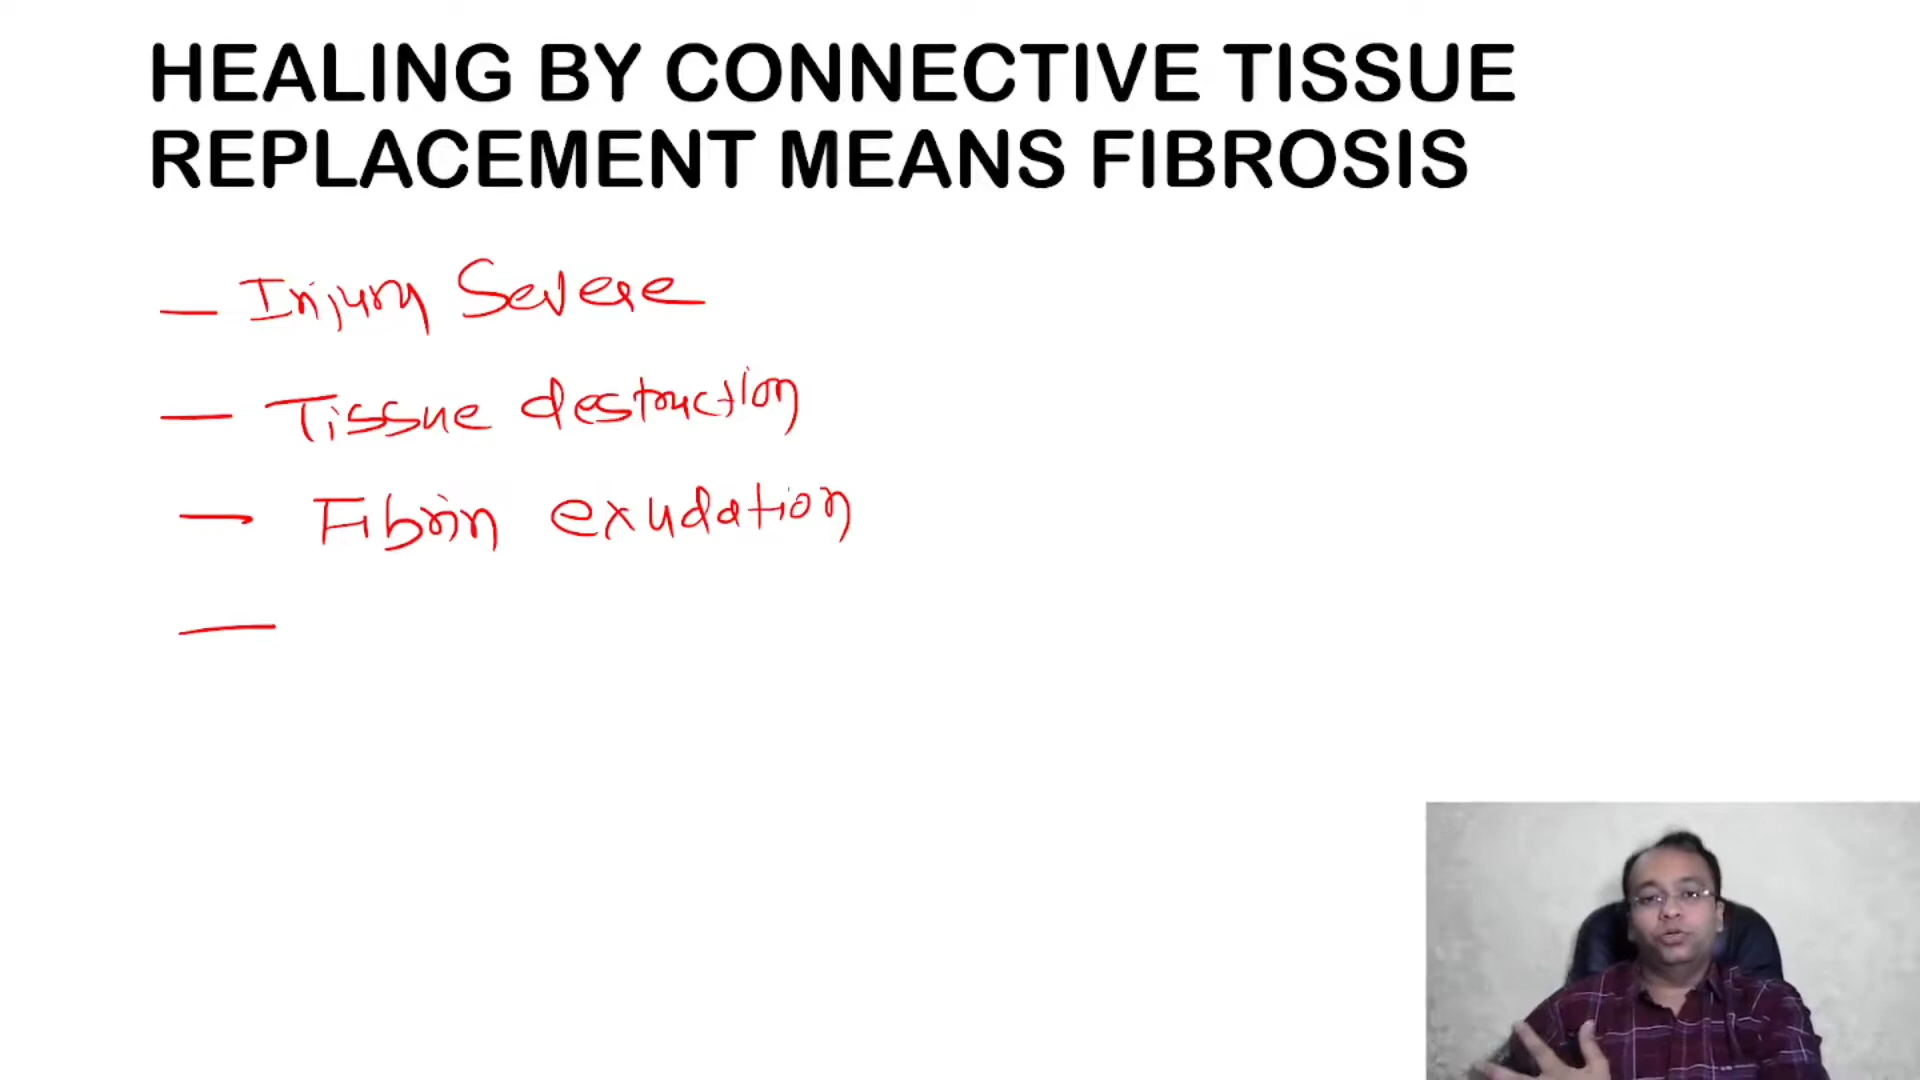 HEALING BY CONNECTIVE TISSUE
REPLACEMENT MEANS FIBROSIS
— Injury Severe
— Tissue destruction
— Fibrin exudation
—